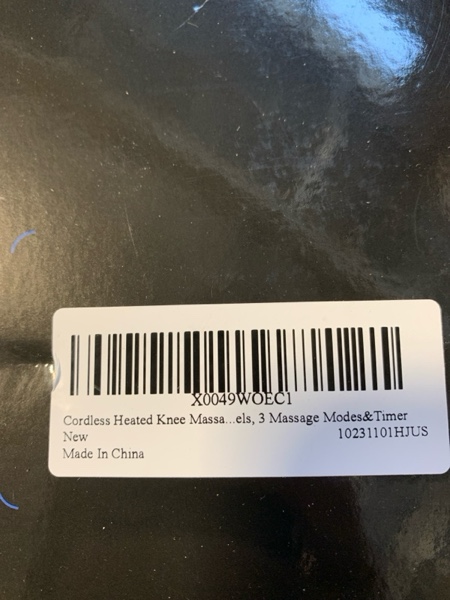 X0049WOEC1
Cordless Heated Knee Massa...els, 3 Massage Modes&Timer
New 10231101HJUS
Made In China